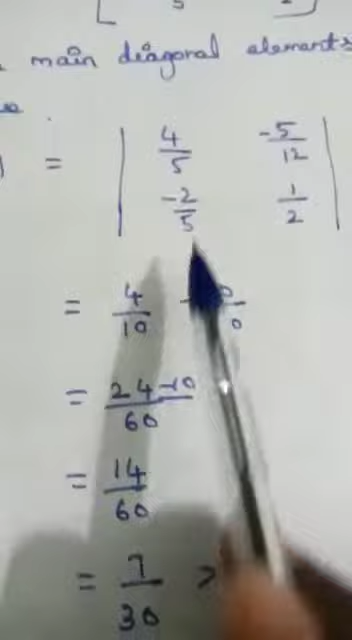 main diagonal elements
= | 4/5 -5/12 |
| -2/5 1/2 |
= 4/10 -
= 24-10/60
= 14/60
= 7/30 >